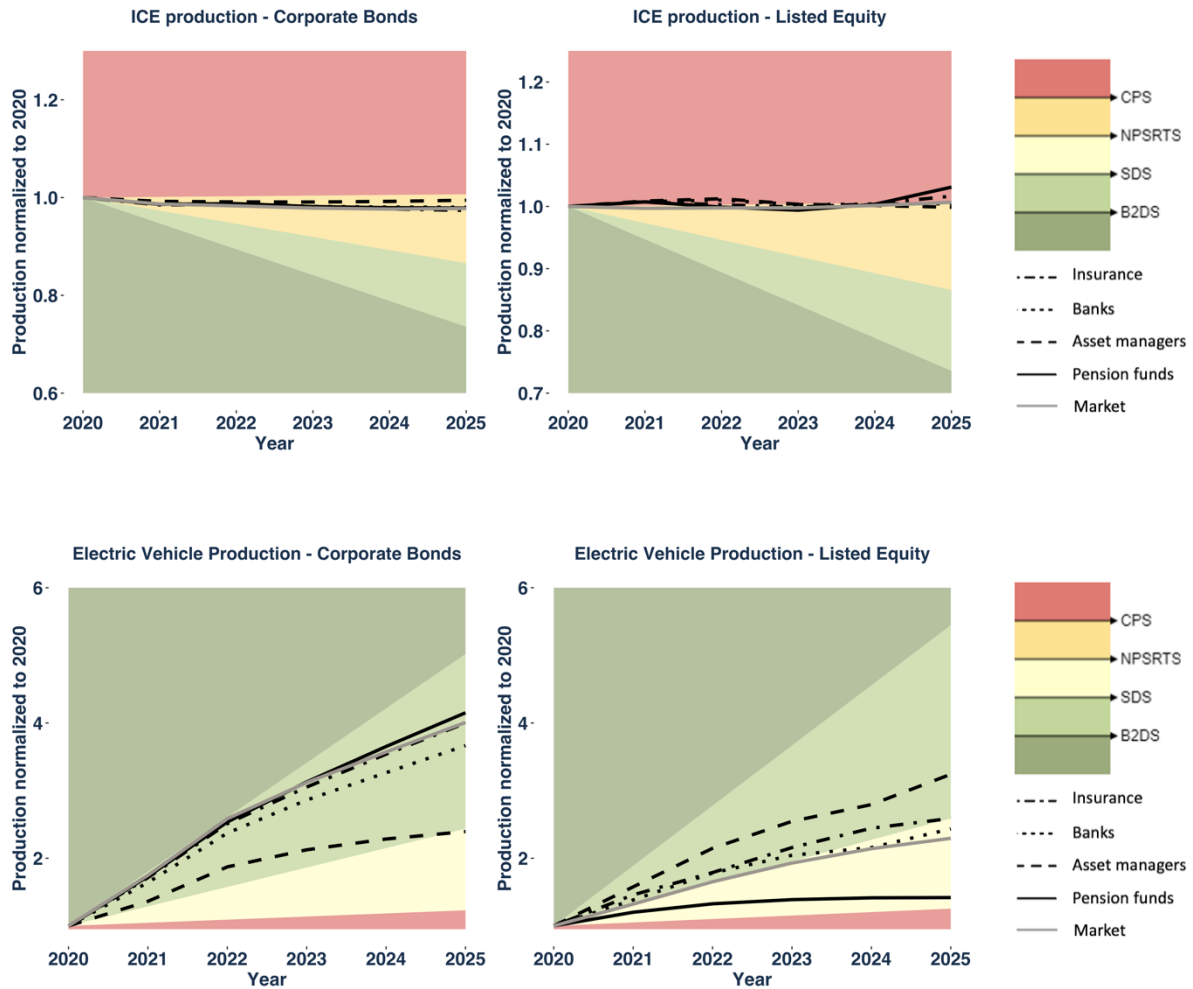 ICE production - Corporate Bonds
Production normalized to 2020
1.2
1.0
0.8
0.6
2020 2021 2022 2023 2024 2025
Year
ICE production - Listed Equity
Production normalized to 2020
1.2
1.1
1.0
0.9
0.8
0.7
2020 2021 2022 2023 2024 2025
Year
CPS
NPSRTS
SDS
B2DS
Insurance
Banks
Asset managers
Pension funds
Market
Electric Vehicle Production - Corporate Bonds
Production normalized to 2020
6
4
2
2020 2021 2022 2023 2024 2025
Year
Electric Vehicle Production - Listed Equity
Production normalized to 2020
6
4
2
2020 2021 2022 2023 2024 2025
Year
CPS
NPSRTS
SDS
B2DS
Insurance
Banks
Asset managers
Pension funds
Market